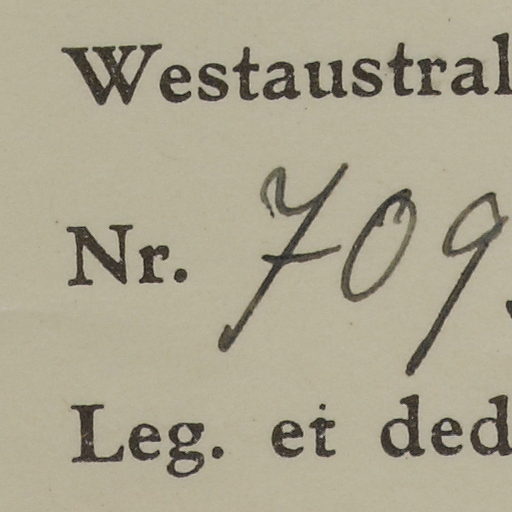 Westaustral
Nr. 709
Leg. et ded